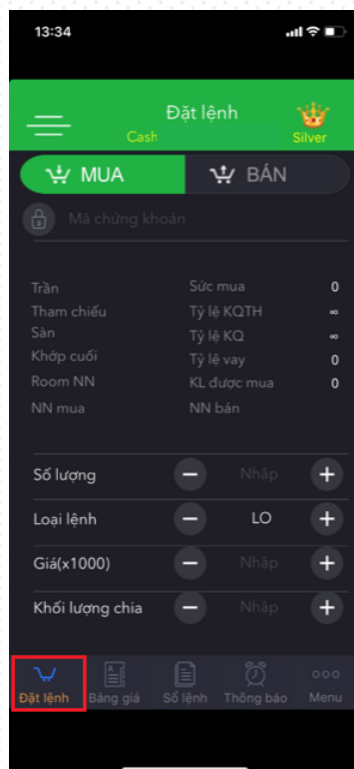 13:34
Đặt lệnh
Cash
Silver
MUA
BÁN
Mã chứng khoán
Trần
Sức mua 0
Tham chiếu
Tỷ lệ KQTH ∞
Sàn
Tỷ lệ KQ ∞
Khớp cuối
Tỷ lệ vay 0
Room NN
KL được mua 0
NN mua
NN bán
Số lượng − Nhập +
Loại lệnh − LO +
Giá(x1000) − Nhập +
Khối lượng chia − Nhập +
Đặt lệnh Bảng giá Sổ lệnh Thông báo Menu